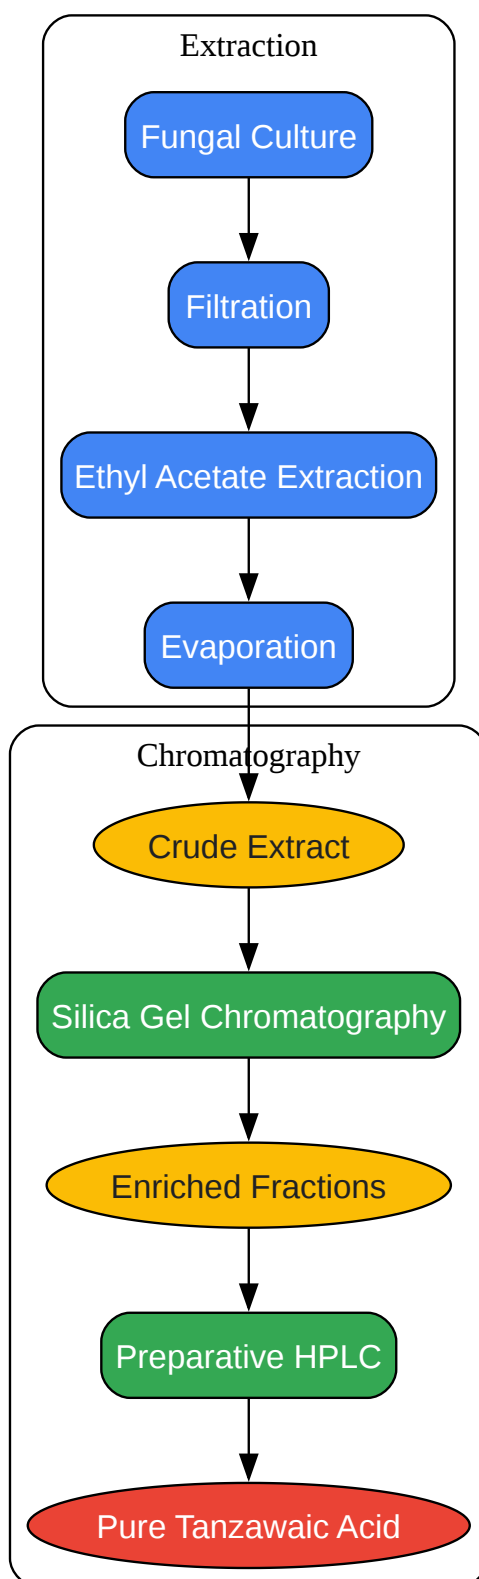 Extraction
Fungal Culture
Filtration
Ethyl Acetate Extraction
Evaporation
Chromatography
Crude Extract
Silica Gel Chromatography
Enriched Fractions
Preparative HPLC
Pure Tanzawaic Acid